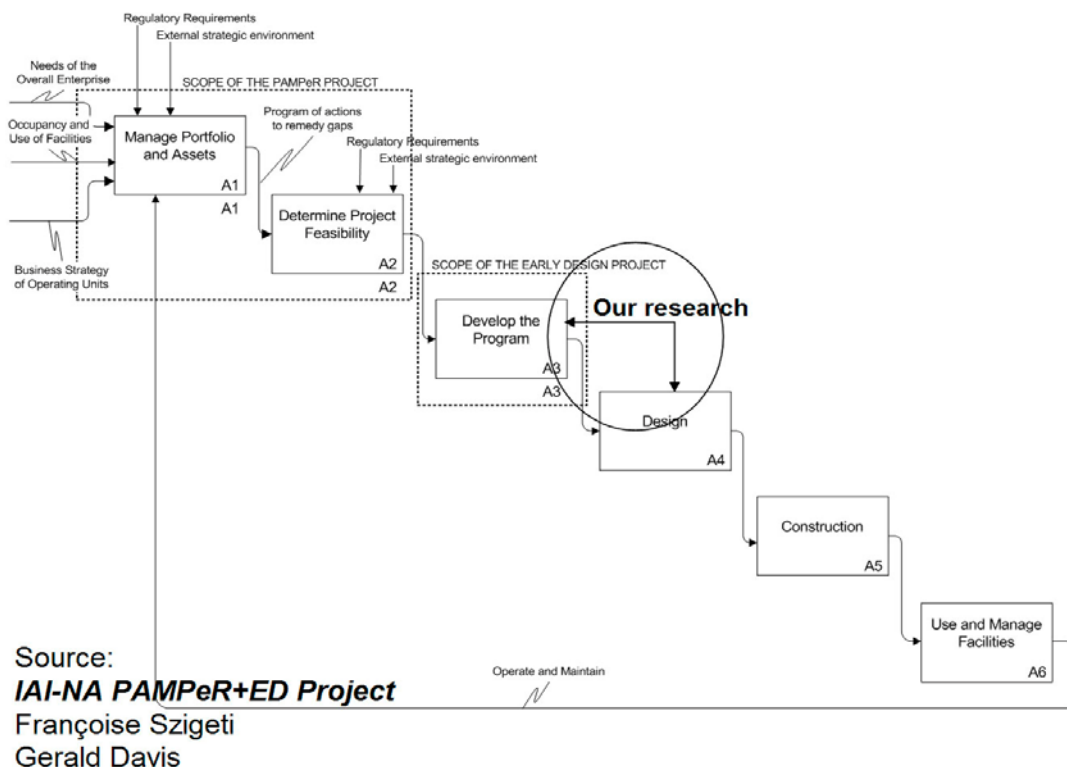 Regulatory Requirements
External strategic environment
Needs of the
Overall Enterprise
SCOPE OF THE PAMPeR PROJECT
Occupancy and
Use of Facilities
Manage Portfolio
and Assets
A1
A1
Program of actions
to remedy gaps
Regulatory Requirements
External strategic environment
Business Strategy
of Operating Units
Determine Project
Feasibility
A2
A2
SCOPE OF THE EARLY DESIGN PROJECT
Our research
Develop the
Program
A3
A3
Design
A4
Construction
A5
Use and Manage
Facilities
A6
Operate and Maintain
Source:
IAI-NA PAMPeR+ED Project
Françoise Szigeti
Gerald Davis